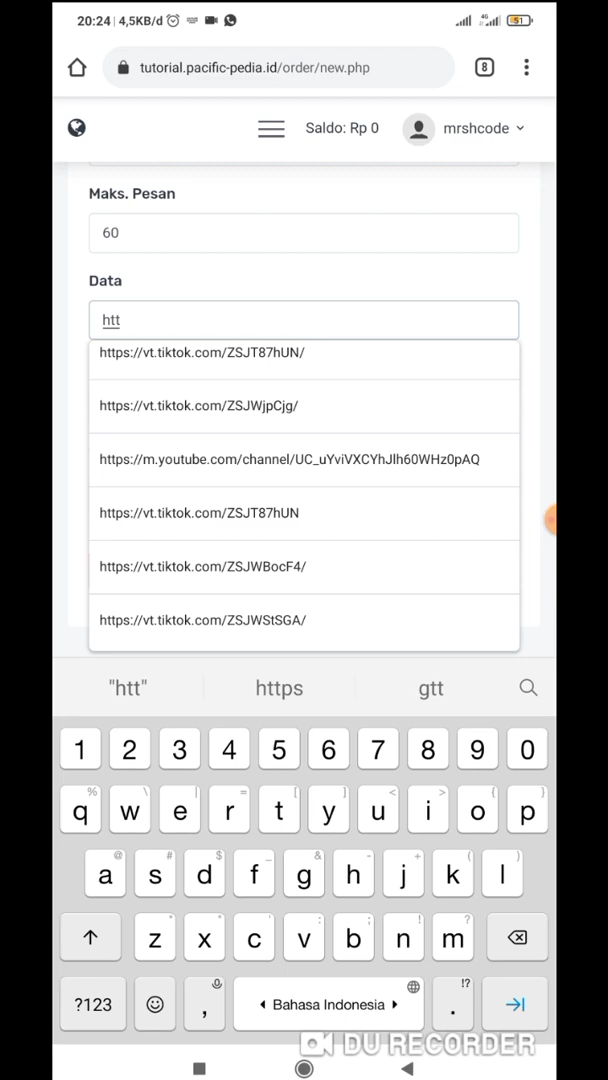 20:24 | 4,5KB/d 4G 51
tutorial.pacific-pedia.id/order/new.php 8
Saldo: Rp 0 mrshcode
Maks. Pesan
60
Data
htt
https://vt.tiktok.com/ZSJT87hUN/
https://vt.tiktok.com/ZSJWjpCjg/
https://m.youtube.com/channel/UC_uYviVXCYhJlh60WHz0pAQ
https://vt.tiktok.com/ZSJT87hUN
https://vt.tiktok.com/ZSJWBocF4/
https://vt.tiktok.com/ZSJWStSGA/
"htt" https gtt
1 2 3 4 5 6 7 8 9 0
% \ | = [ ] < > { }
q w e r t y u i o p
@ # $ _ & - + ( )
a s d f g h j k l
* " ' : ; ! ?
z x c v b n m
?123 , Bahasa Indonesia . !?
DU RECORDER